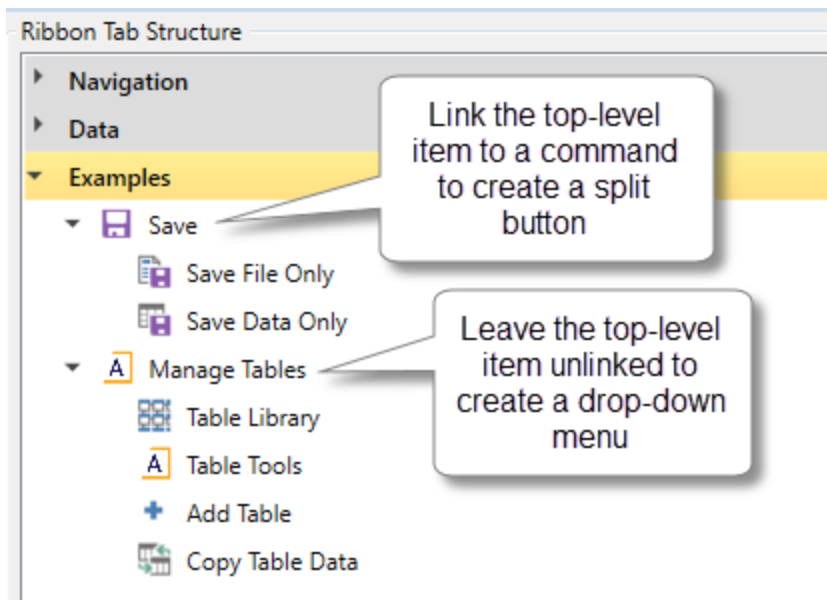 Ribbon Tab Structure
Navigation
Data
Examples
Link the top-level
item to a command
to create a split
button
Save
Save File Only
Save Data Only
Leave the top-level
item unlinked to
create a drop-down
menu
A Manage Tables
Table Library
A Table Tools
Add Table
Copy Table Data